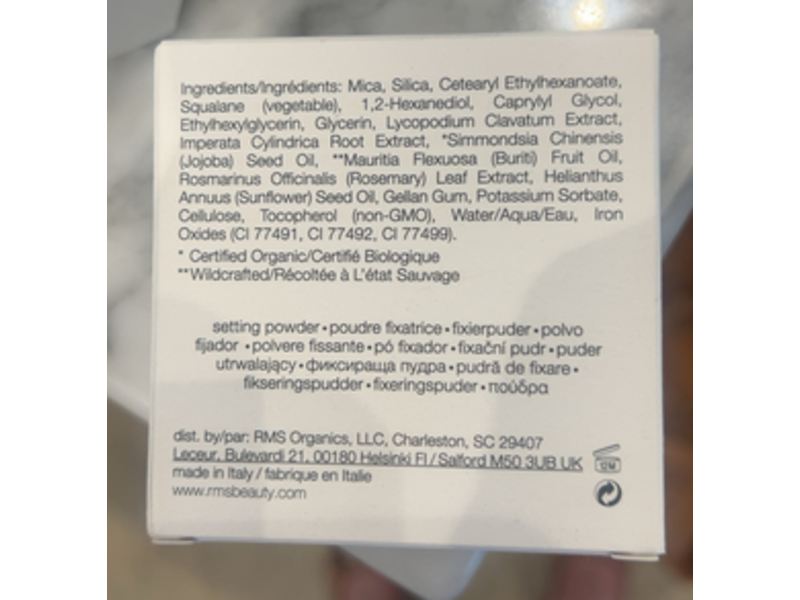 Ingredients/Ingrédients: Mica, Silica, Cetearyl Ethylhexanoate,
Squalane (vegetable), 1,2-Hexanediol, Caprylyl Glycol,
Ethylhexylglycerin, Glycerin, Lycopodium Clavatum Extract,
Imperata Cylindrica Root Extract, *Simmondsia Chinensis
(Jojoba) Seed Oil, **Mauritia Flexuosa (Buriti) Fruit Oil,
Rosmarinus Officinalis (Rosemary) Leaf Extract, Helianthus
Annuus (Sunflower) Seed Oil, Gellan Gum, Potassium Sorbate,
Cellulose, Tocopherol (non-GMO), Water/Aqua/Eau, Iron
Oxides (CI 77491, CI 77492, CI 77499).
* Certified Organic/Certifié Biologique
**Wildcrafted/Récoltée à L'état Sauvage
setting powder • poudre fixatrice • fixierpuder • polvo
fijador • polvere fissante • pó fixador • fixační pudr • puder
utrwalający • фиксираща пудра • pudră de fixare •
fikseringspudder • fixeringspuder • πούδρα
dist. by/par: RMS Organics, LLC, Charleston, SC 29407
Leceur, Bulevardi 21, 00180 Helsinki FI / Salford M50 3UB UK
made in Italy / fabrique en Italie
www.rmsbeauty.com
12M